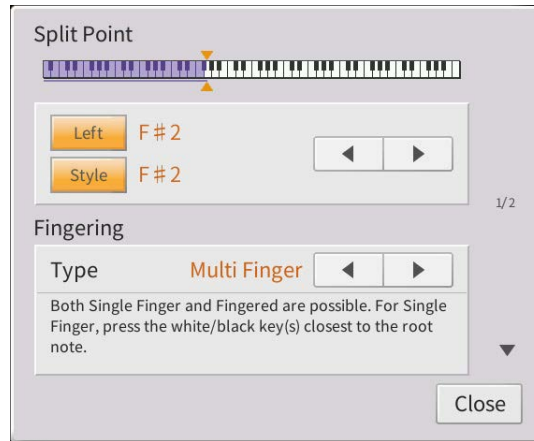 Split Point
Left F♯2
Style F♯2
1/2
Fingering
Type Multi Finger
Both Single Finger and Fingered are possible. For Single
Finger, press the white/black key(s) closest to the root
note.
Close